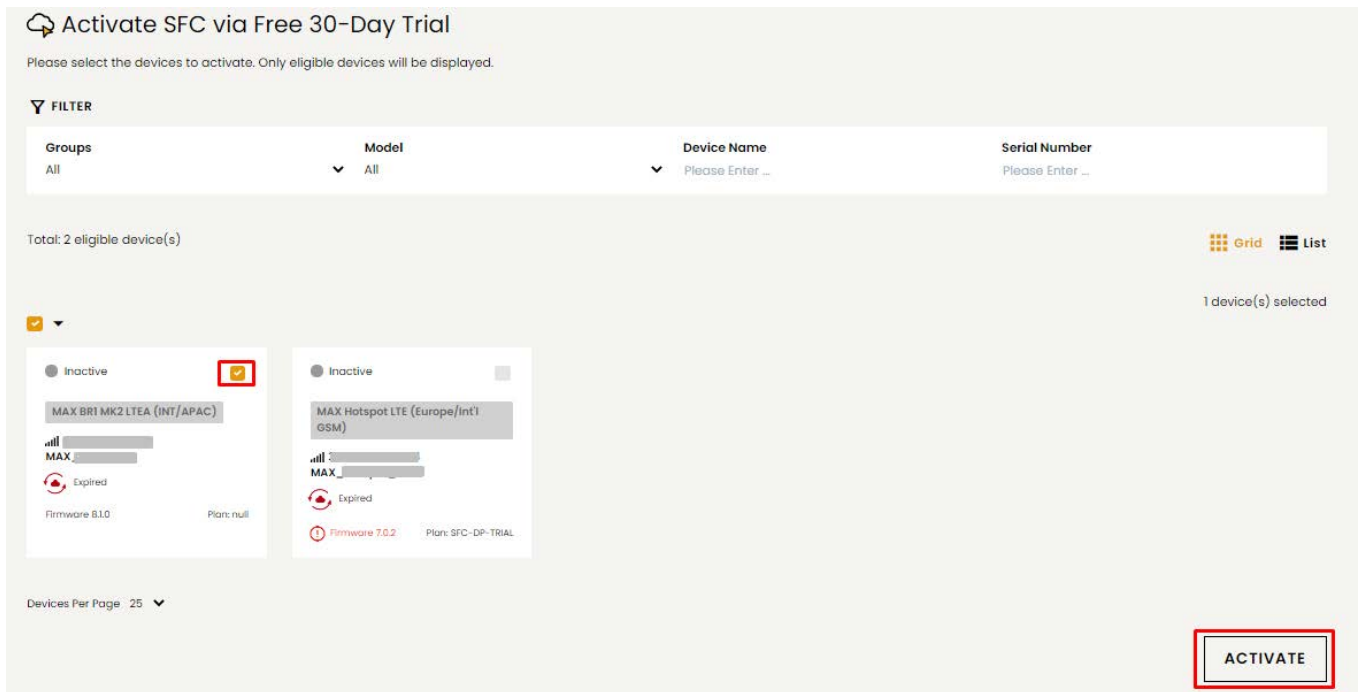 Activate SFC via Free 30-Day Trial
Please select the devices to activate. Only eligible devices will be displayed.
FILTER
Groups Model Device Name Serial Number
All All Please Enter ... Please Enter ...
Total: 2 eligible device(s)
Grid List
1 device(s) selected
Inactive
MAX BR1 MK2 LTEA (INT/APAC)
MAX_
Expired
Firmware 8.1.0 Plan: null
Inactive
MAX Hotspot LTE (Europe/Int'l
GSM)
MAX_
Expired
Firmware 7.0.2 Plan: SFC-DP-TRIAL
Devices Per Page 25
ACTIVATE